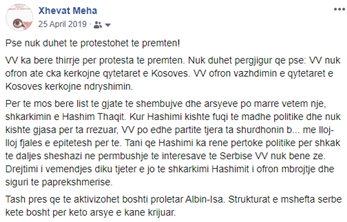 Xhevat Meha
25 April 2019
Pse nuk duhet te protestohet te premten!
VV ka bere thirrje per protesta te premten. Nuk duhet pergjigur qe pse: VV nuk
ofron ate cka kerkojne qytetaret e Kosoves. VV ofron vazhdimin e qytetaret e
Kosoves kerkojne ndryshimin.
Per te mos bere list te gjate te shembujve dhe arsyeve po marre vetem nje,
shkarkimin e Hashim Thaqit. Kur Hashimi kishte fuqi te madhe politike dhe nuk
kishte gjasa per ta rrezuar, VV po edhe partite tjera ta shurdhonin b... me lloj-
lloj fjales e epitetesh per te. Tani qe Hashimi ka rene pertoke politike per shkak
te daljes sheshazi ne permbushje te interesave te Serbise VV nuk bene ze.
Drejtimi i vemendjes diku tjeter e jo te shkarkimi Hashimit i ofron mbrojtje dhe
siguri te paprekshmerise.
Tash pres qe te aktivizohet boshti proletar Albin-Isa. Strukturat e mshefta serbe
kete bosht per keto arsye e kane krijuar.